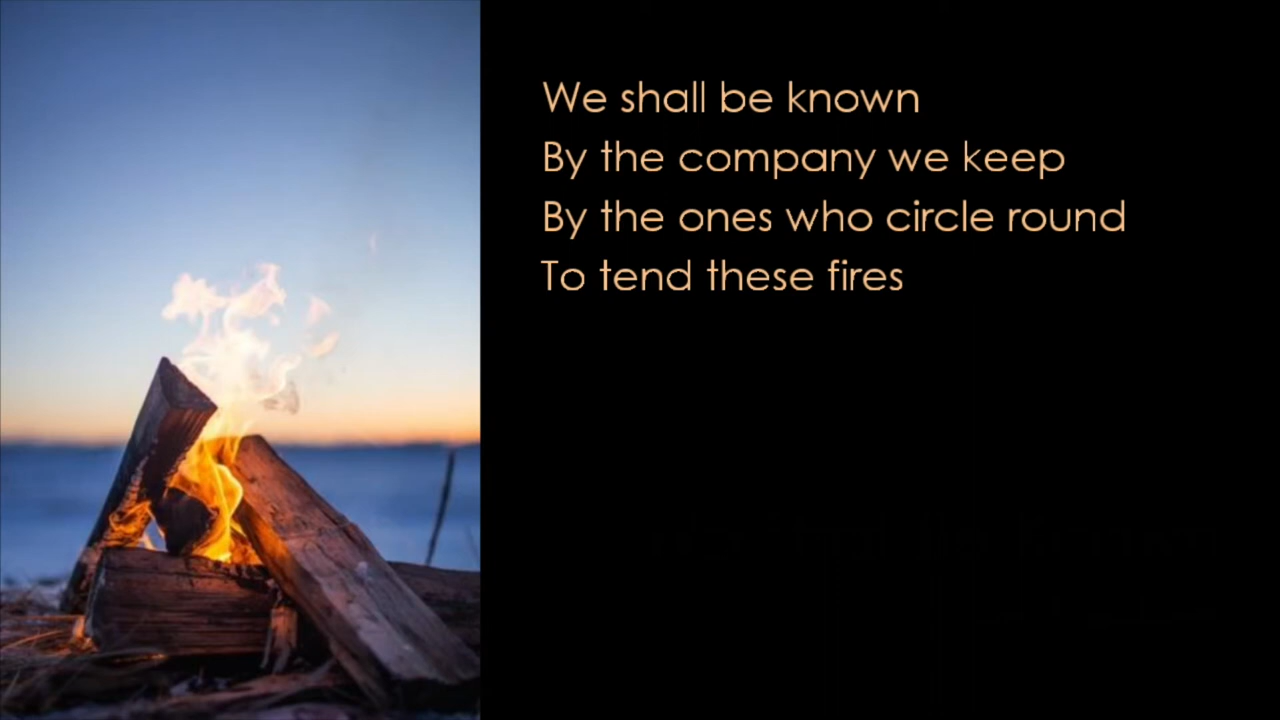 We shall be known
By the company we keep
By the ones who circle round
To tend these fires